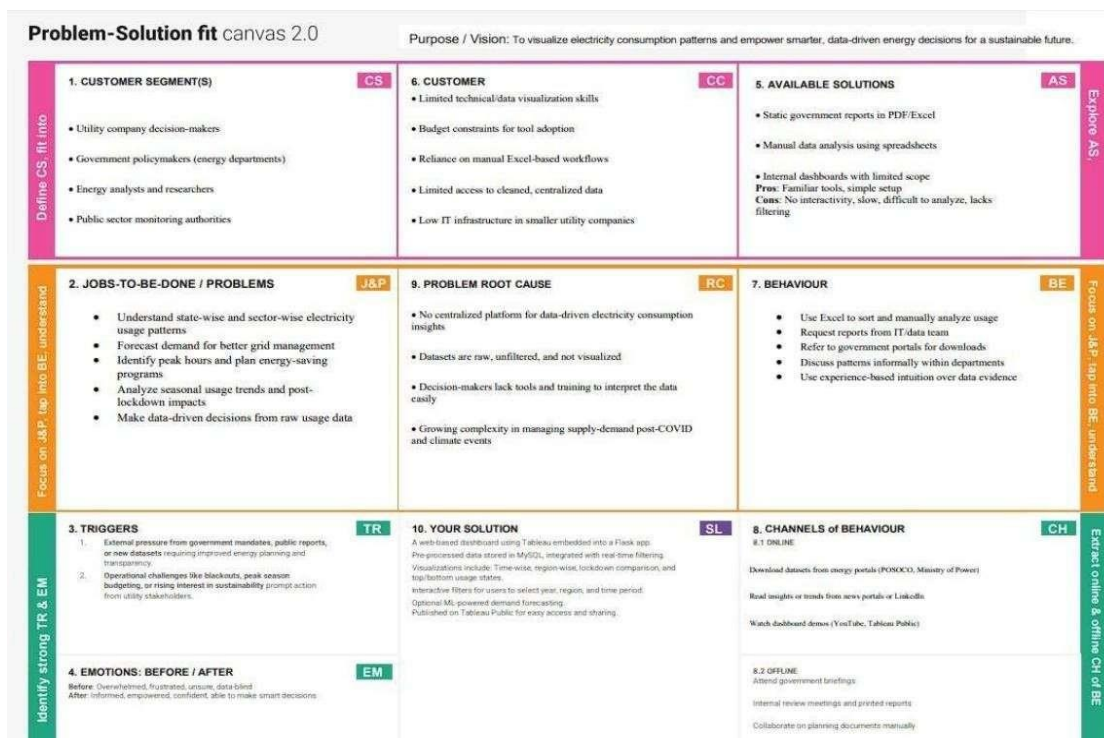 Problem-Solution fit canvas 2.0
Purpose / Vision: To visualize electricity consumption patterns and empower smarter, data-driven energy decisions for a sustainable future.
Define CS, fit into
1. CUSTOMER SEGMENT(S)
CS
• Utility company decision-makers
• Government policymakers (energy departments)
• Energy analysts and researchers
• Public sector monitoring authorities
6. CUSTOMER
CC
• Limited technical/data visualization skills
• Budget constraints for tool adoption
• Reliance on manual Excel-based workflows
• Limited access to cleaned, centralized data
• Low IT infrastructure in smaller utility companies
5. AVAILABLE SOLUTIONS
AS
• Static government reports in PDF/Excel
• Manual data analysis using spreadsheets
• Internal dashboards with limited scope
Pros: Familiar tools, simple setup
Cons: No interactivity, slow, difficult to analyze, lacks
filtering
Explore AS,
Focus on J&P, tap into BE, understand
2. JOBS-TO-BE-DONE / PROBLEMS
J&P
• Understand state-wise and sector-wise electricity
usage patterns
• Forecast demand for better grid management
• Identify peak hours and plan energy-saving
programs
• Analyze seasonal usage trends and post-
lockdown impacts
• Make data-driven decisions from raw usage data
9. PROBLEM ROOT CAUSE
RC
• No centralized platform for data-driven electricity consumption
insights
• Datasets are raw, unfiltered, and not visualized
• Decision-makers lack tools and training to interpret the data
easily
• Growing complexity in managing supply-demand post-COVID
and climate events
7. BEHAVIOUR
BE
• Use Excel to sort and manually analyze usage
• Request reports from IT/data team
• Refer to government portals for downloads
• Discuss patterns informally within departments
• Use experience-based intuition over data evidence
Focus on J&P, tap into BE, understand
Identify strong TR & EM
3. TRIGGERS
TR
1. External pressure from government mandates, public reports,
or new datasets requiring improved energy planning and
transparency.
2. Operational challenges like blackouts, peak season
budgeting, or rising interest in sustainability prompt action
from utility stakeholders.
4. EMOTIONS: BEFORE / AFTER
EM
Before: Overwhelmed, frustrated, unsure, data-blind
After: Informed, empowered, confident, able to make smart decisions
10. YOUR SOLUTION
SL
A web-based dashboard using Tableau embedded into a Flask app.
Pre-processed data stored in MySQL, integrated with real-time filtering.
Visualizations include: Time-wise, region-wise, lockdown comparison, and
top/bottom usage states.
Interactive filters for users to select year, region, and time period.
Optional ML-powered demand forecasting.
Published on Tableau Public for easy access and sharing.
8. CHANNELS of BEHAVIOUR
CH
8.1 ONLINE
Download datasets from energy portals (POSOCO, Ministry of Power)
Read insights or trends from news portals or LinkedIn
Watch dashboard demos (YouTube, Tableau Public)
8.2 OFFLINE
Attend government briefings
Internal review meetings and printed reports
Collaborate on planning documents manually
Extract online & offline CH of BE